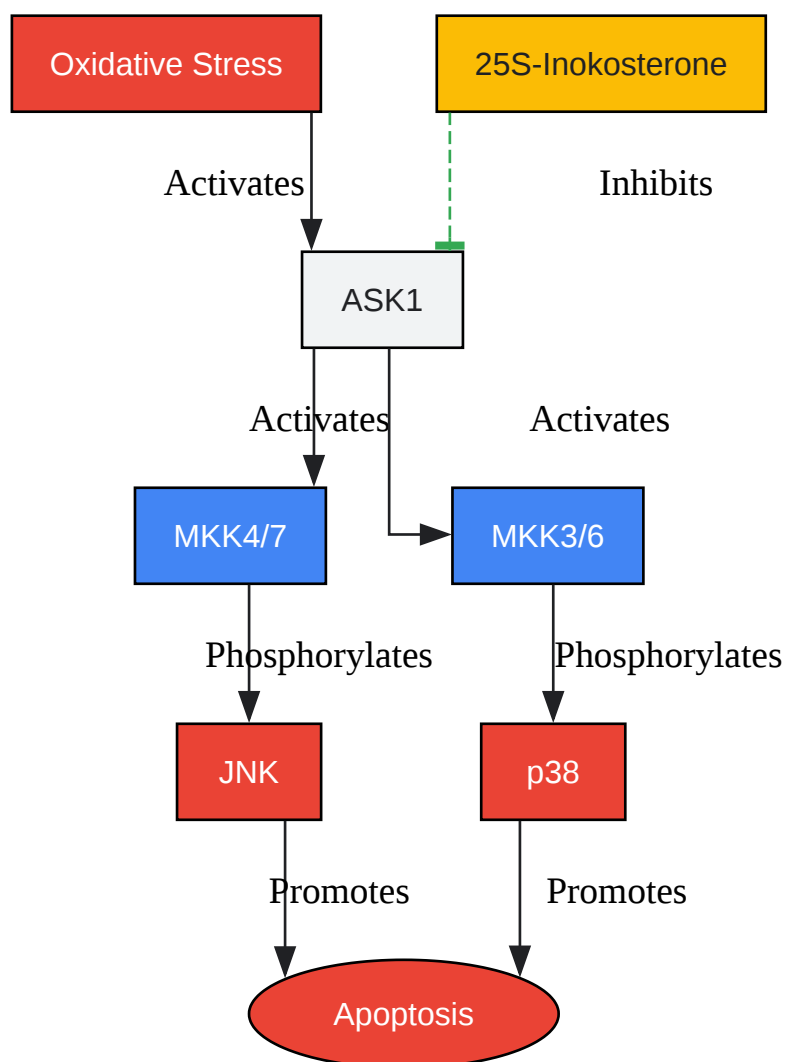 Oxidative Stress
25S-Inokosterone
Activates
Inhibits
ASK1
Activates
Activates
MKK4/7
MKK3/6
Phosphorylates
Phosphorylates
JNK
p38
Promotes
Promotes
Apoptosis